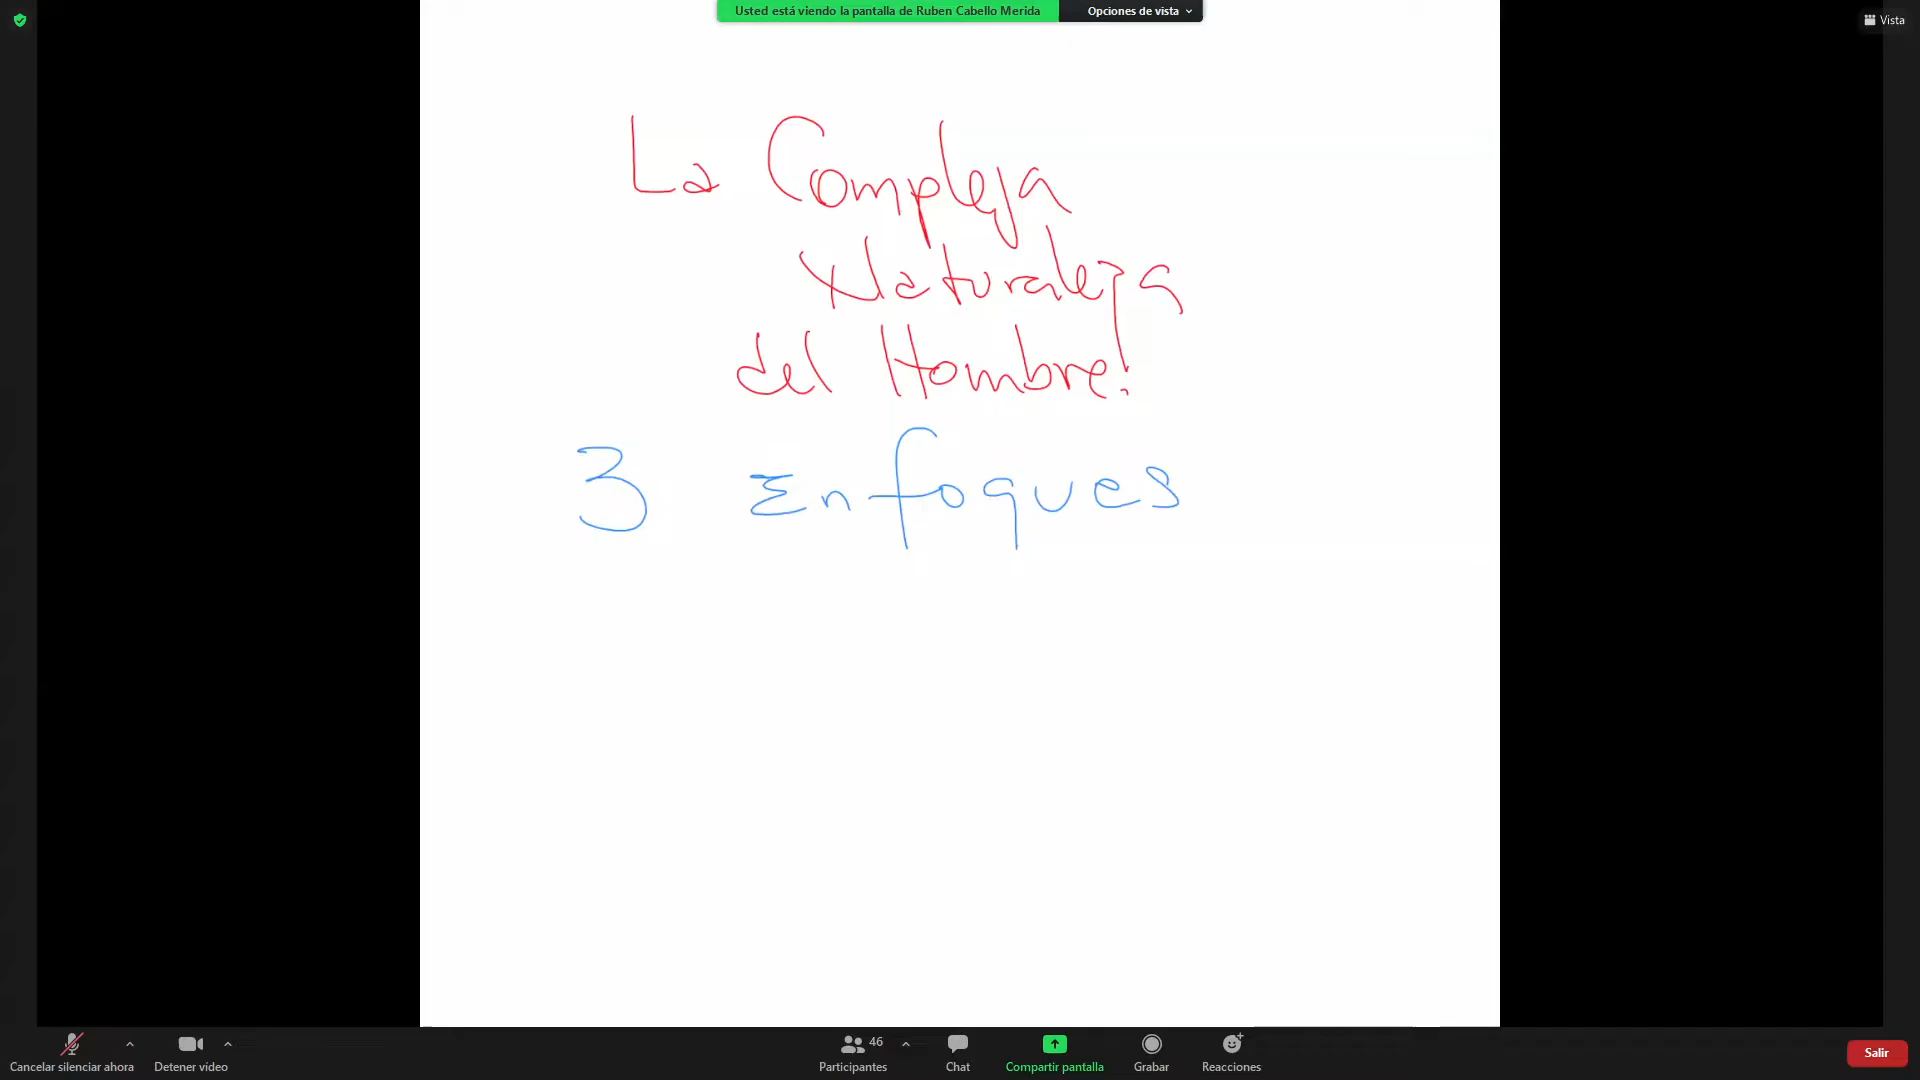 Usted está viendo la pantalla de Ruben Cabello Merida Opciones de vista
Vista
La Compleja
Naturaleza
del Hombre!
3 Enfoques
46
Cancelar silenciar ahora Detener video Participantes Chat Compartir pantalla Grabar Reacciones Salir